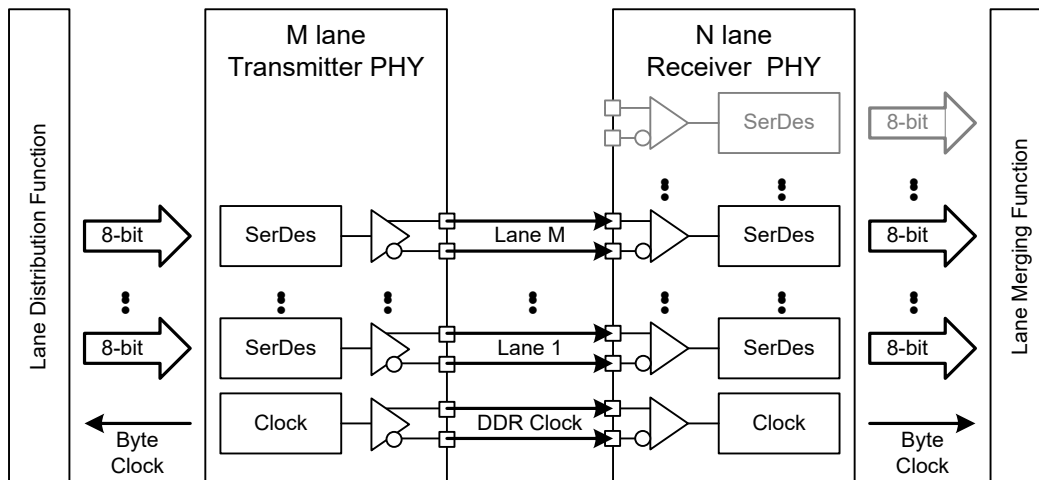 M lane
Transmitter PHY
N lane
Receiver PHY
Lane Distribution Function
Lane Merging Function
SerDes
8-bit
8-bit
SerDes
Lane M
SerDes
8-bit
8-bit
SerDes
Lane 1
SerDes
8-bit
Byte
Clock
Clock
DDR Clock
Clock
Byte
Clock